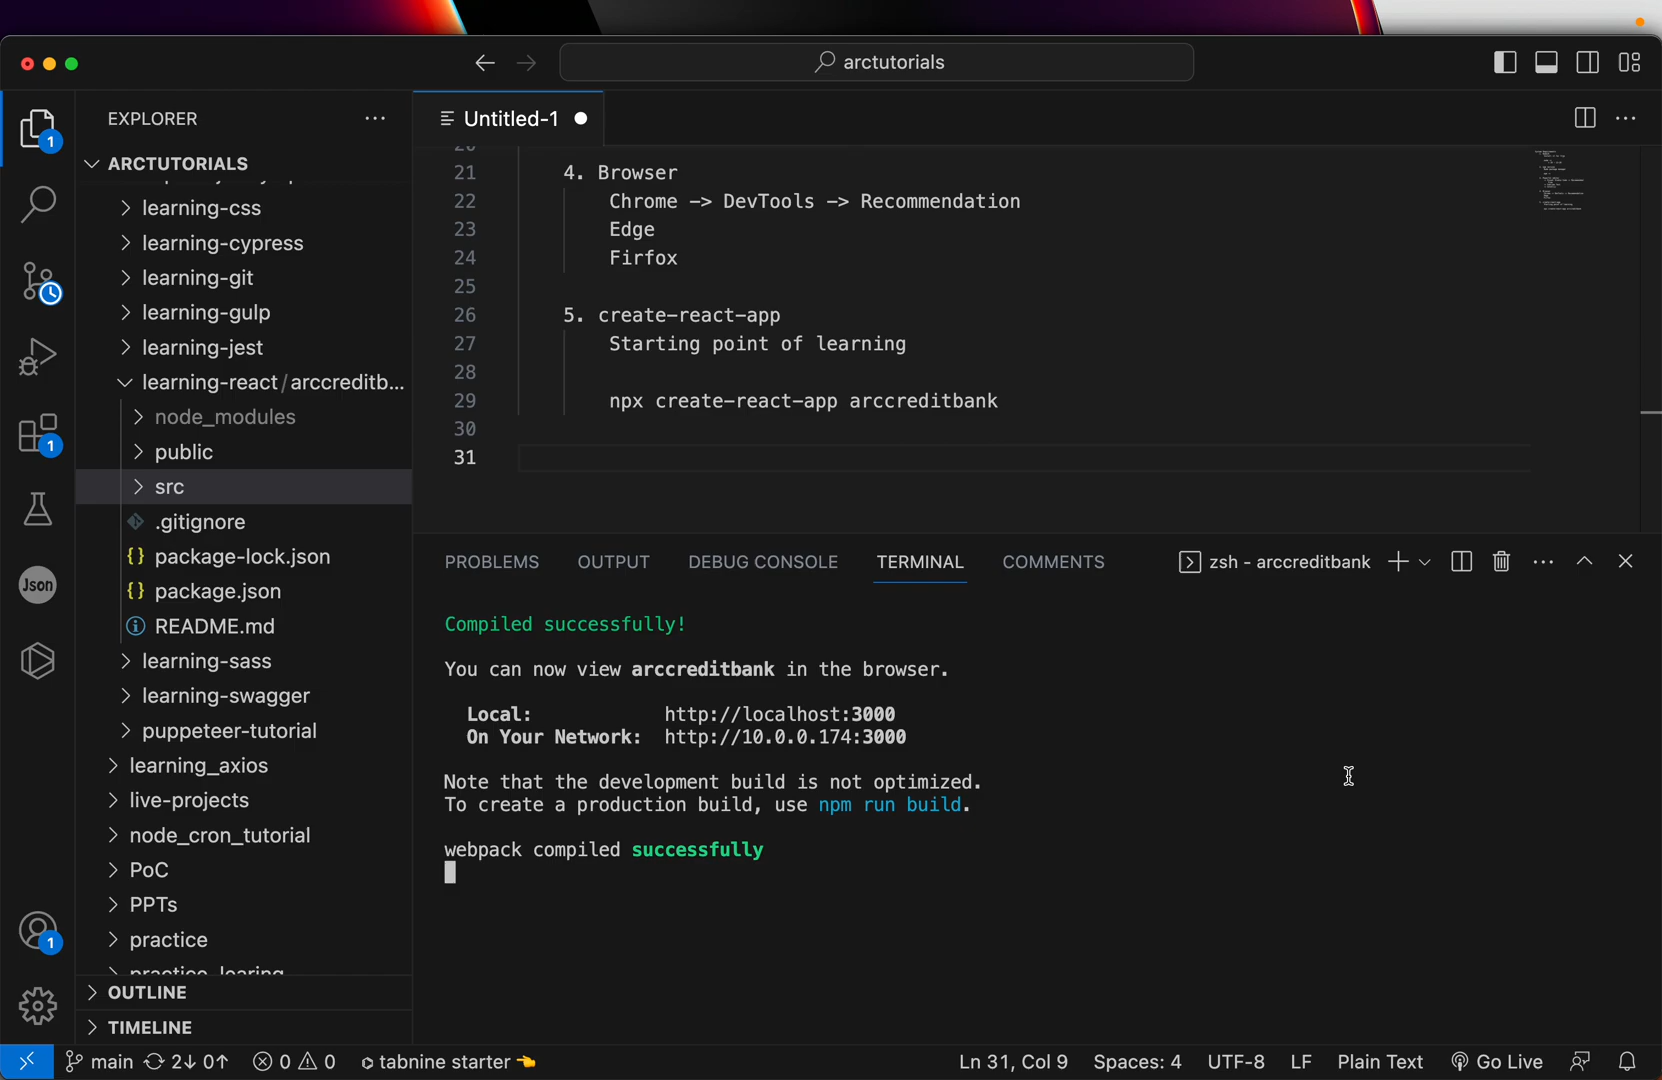 arctutorials
EXPLORER
Untitled-1
ARCTUTORIALS
learning-css
learning-cypress
learning-git
learning-gulp
learning-jest
learning-react/arccreditb...
node_modules
public
src
.gitignore
package-lock.json
package.json
README.md
learning-sass
learning-swagger
puppeteer-tutorial
learning_axios
live-projects
node_cron_tutorial
PoC
PPTs
practice
practice_learing
OUTLINE
TIMELINE
1
1
Json
1
20
21 4. Browser
22 Chrome -> DevTools -> Recommendation
23 Edge
24 Firfox
25
26 5. create-react-app
27 Starting point of learning
28
29 npx create-react-app arccreditbank
30
31
PROBLEMS OUTPUT DEBUG CONSOLE TERMINAL COMMENTS zsh - arccreditbank
Compiled successfully!
You can now view arccreditbank in the browser.
Local: http://localhost:3000
On Your Network: http://10.0.0.174:3000
Note that the development build is not optimized.
To create a production build, use npm run build.
webpack compiled successfully
main 2↓ 0↑ 0 0 tabnine starter 👈 Ln 31, Col 9 Spaces: 4 UTF-8 LF Plain Text Go Live